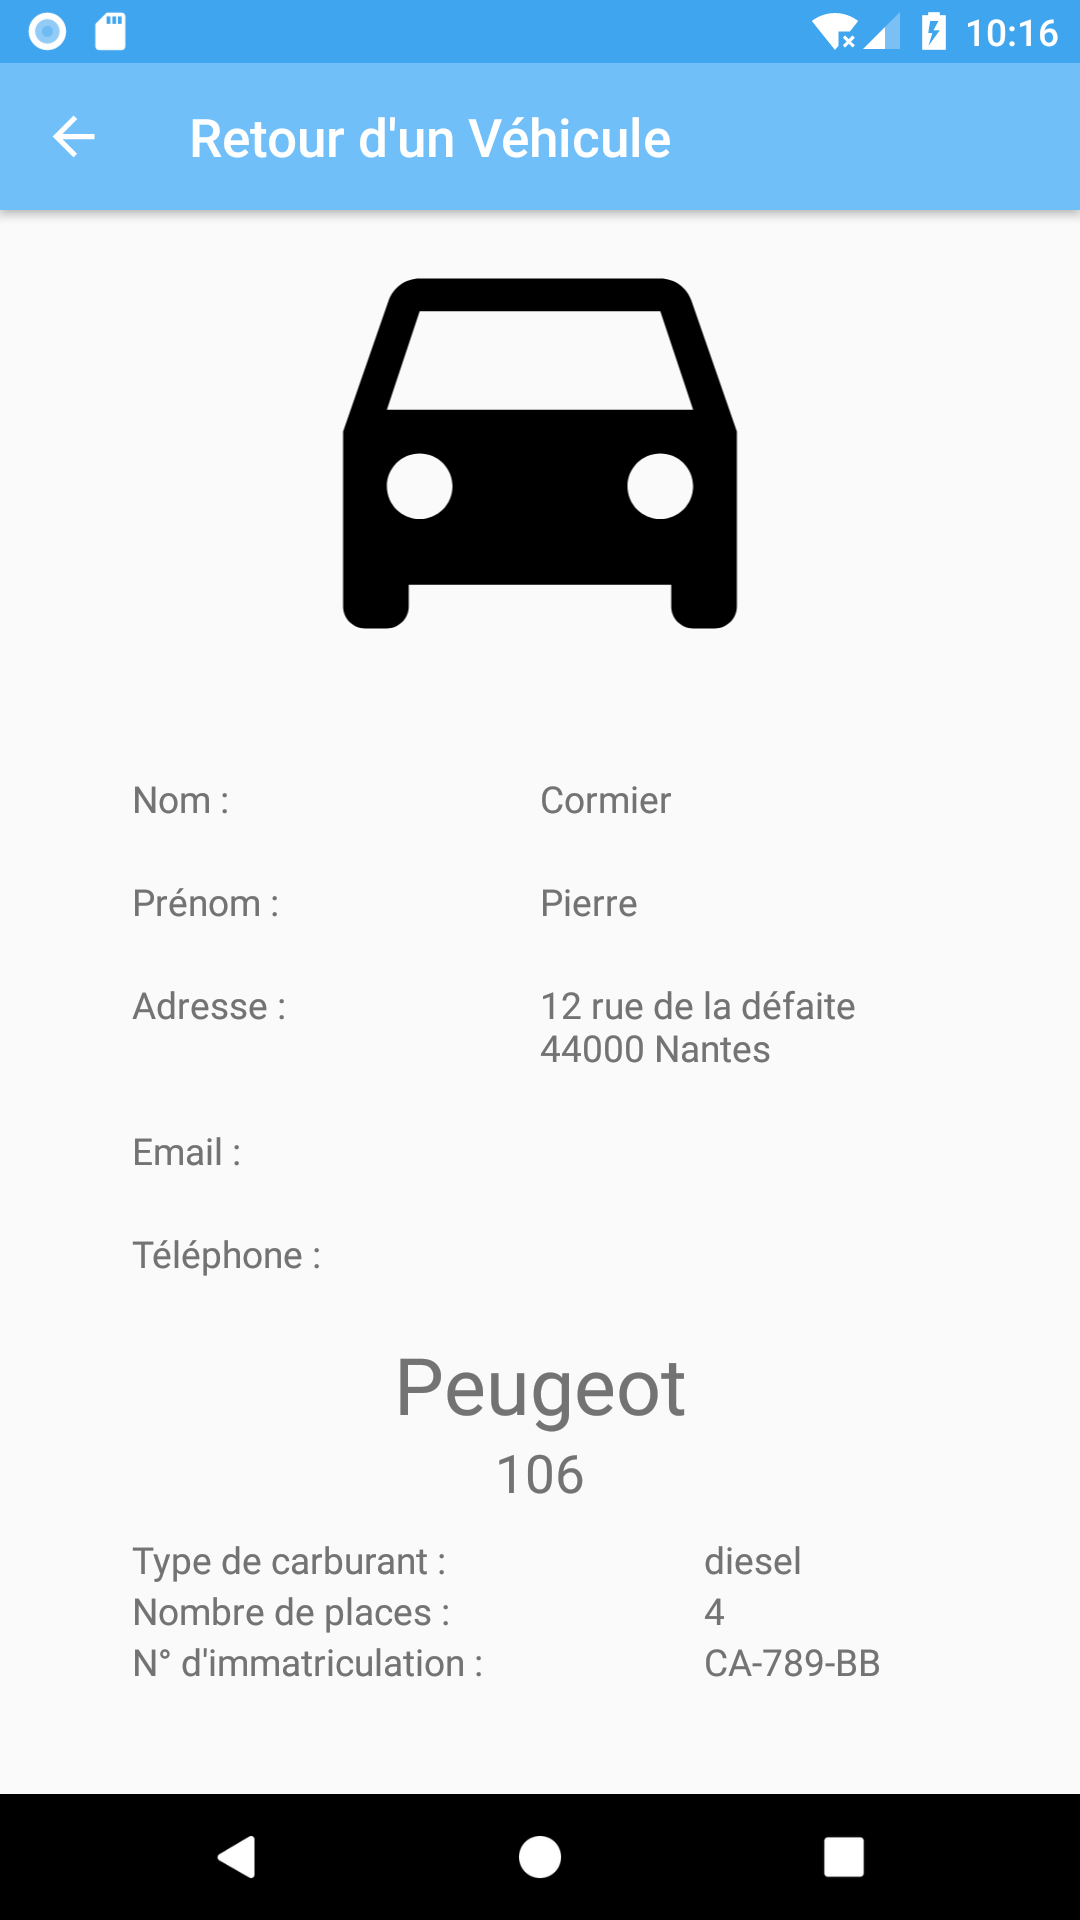 10:16
Retour d'un Véhicule
Nom : Cormier
Prénom : Pierre
Adresse : 12 rue de la défaite
44000 Nantes
Email :
Téléphone :
Peugeot
106
Type de carburant : diesel
Nombre de places : 4
N° d'immatriculation : CA-789-BB